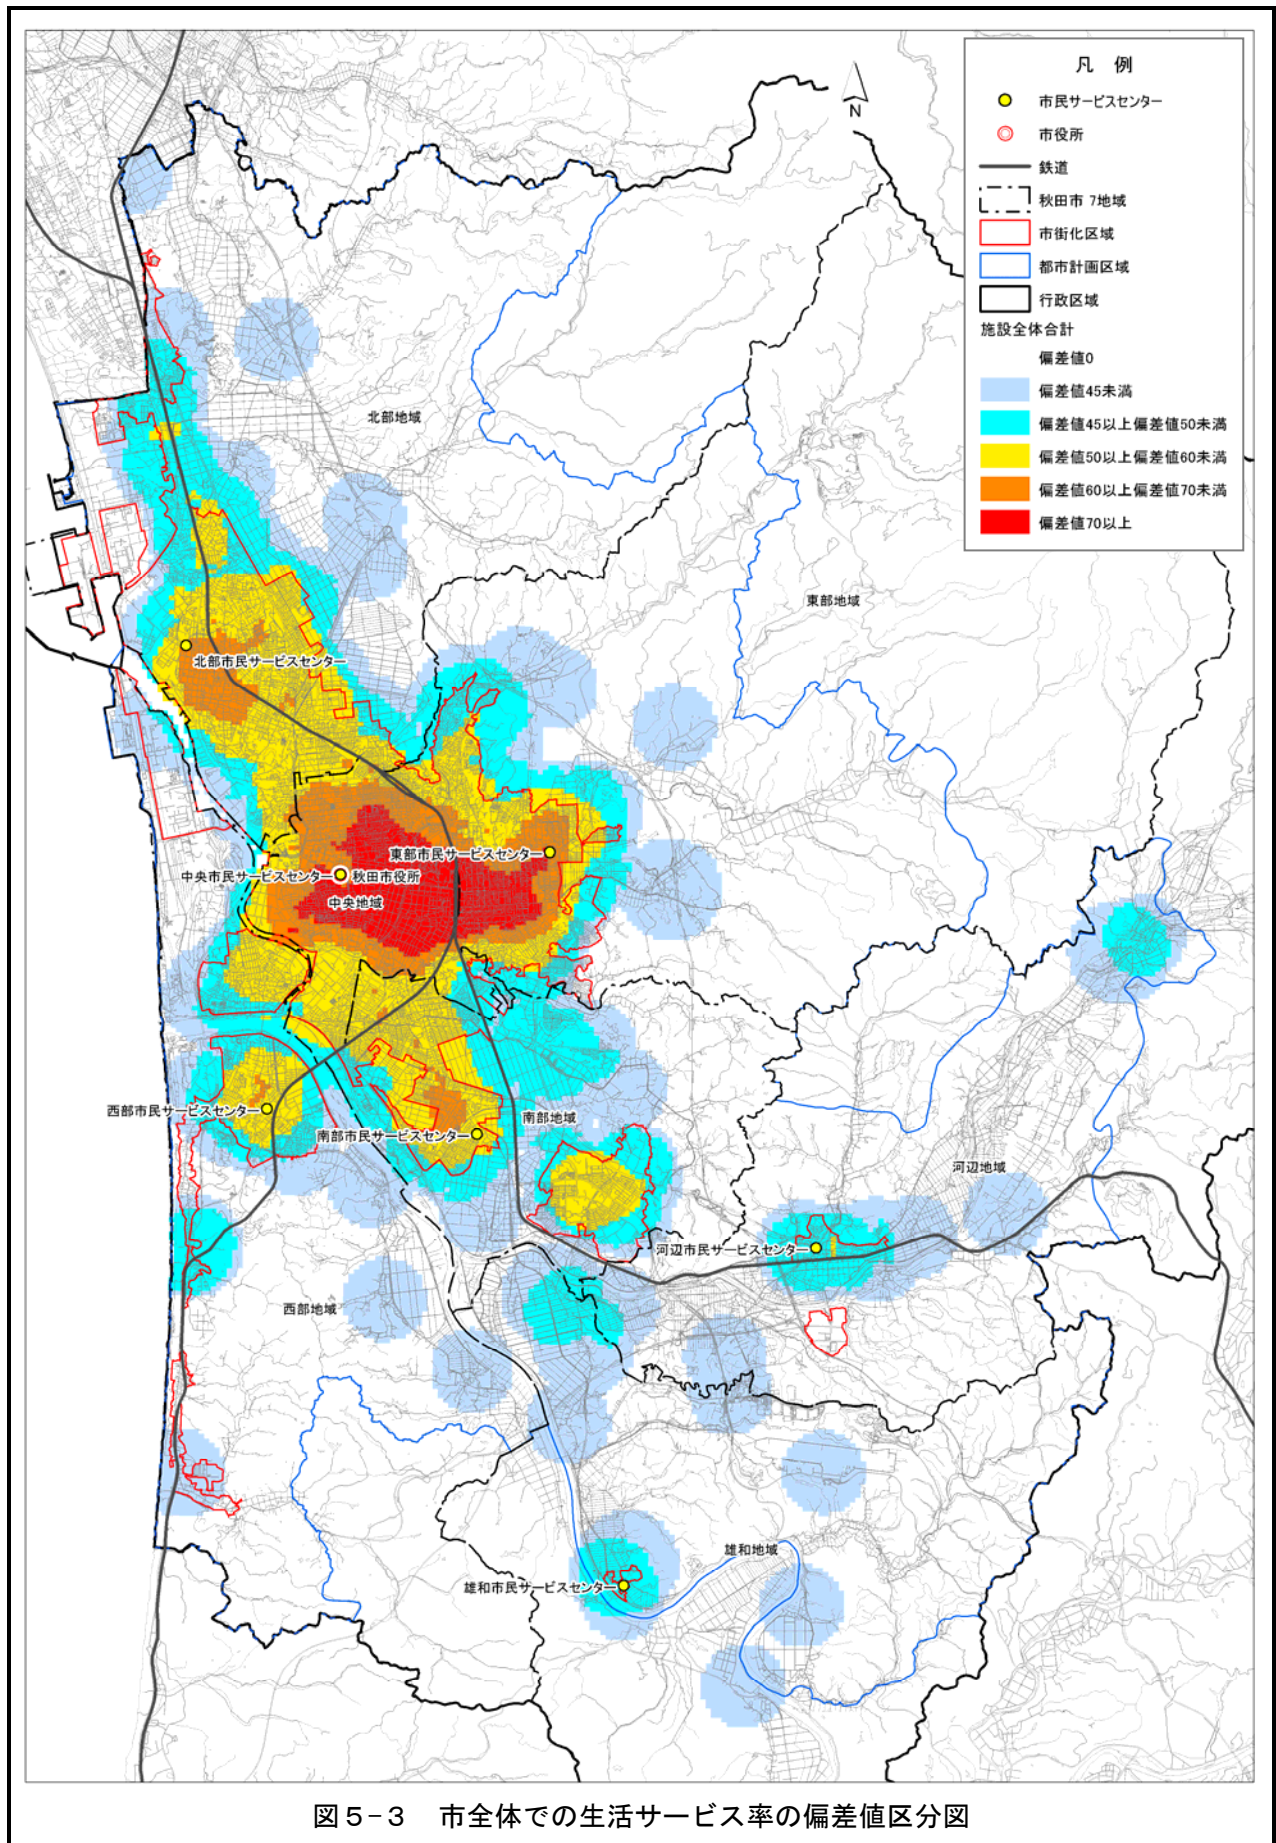 凡 例
市民サービスセンター
市役所
鉄道
秋田市 7地域
市街化区域
都市計画区域
行政区域
施設全体合計
偏差値0
偏差値45未満
偏差値45以上偏差値50未満
偏差値50以上偏差値60未満
偏差値60以上偏差値70未満
偏差値70以上
N
北部地域
東部地域
北部市民サービスセンター
東部市民サービスセンター
中央市民サービスセンター
秋田市役所
中央地域
西部市民サービスセンター
南部地域
南部市民サービスセンター
河辺地域
河辺市民サービスセンター
西部地域
雄和地域
雄和市民サービスセンター
図5-3 市全体での生活サービス率の偏差値区分図